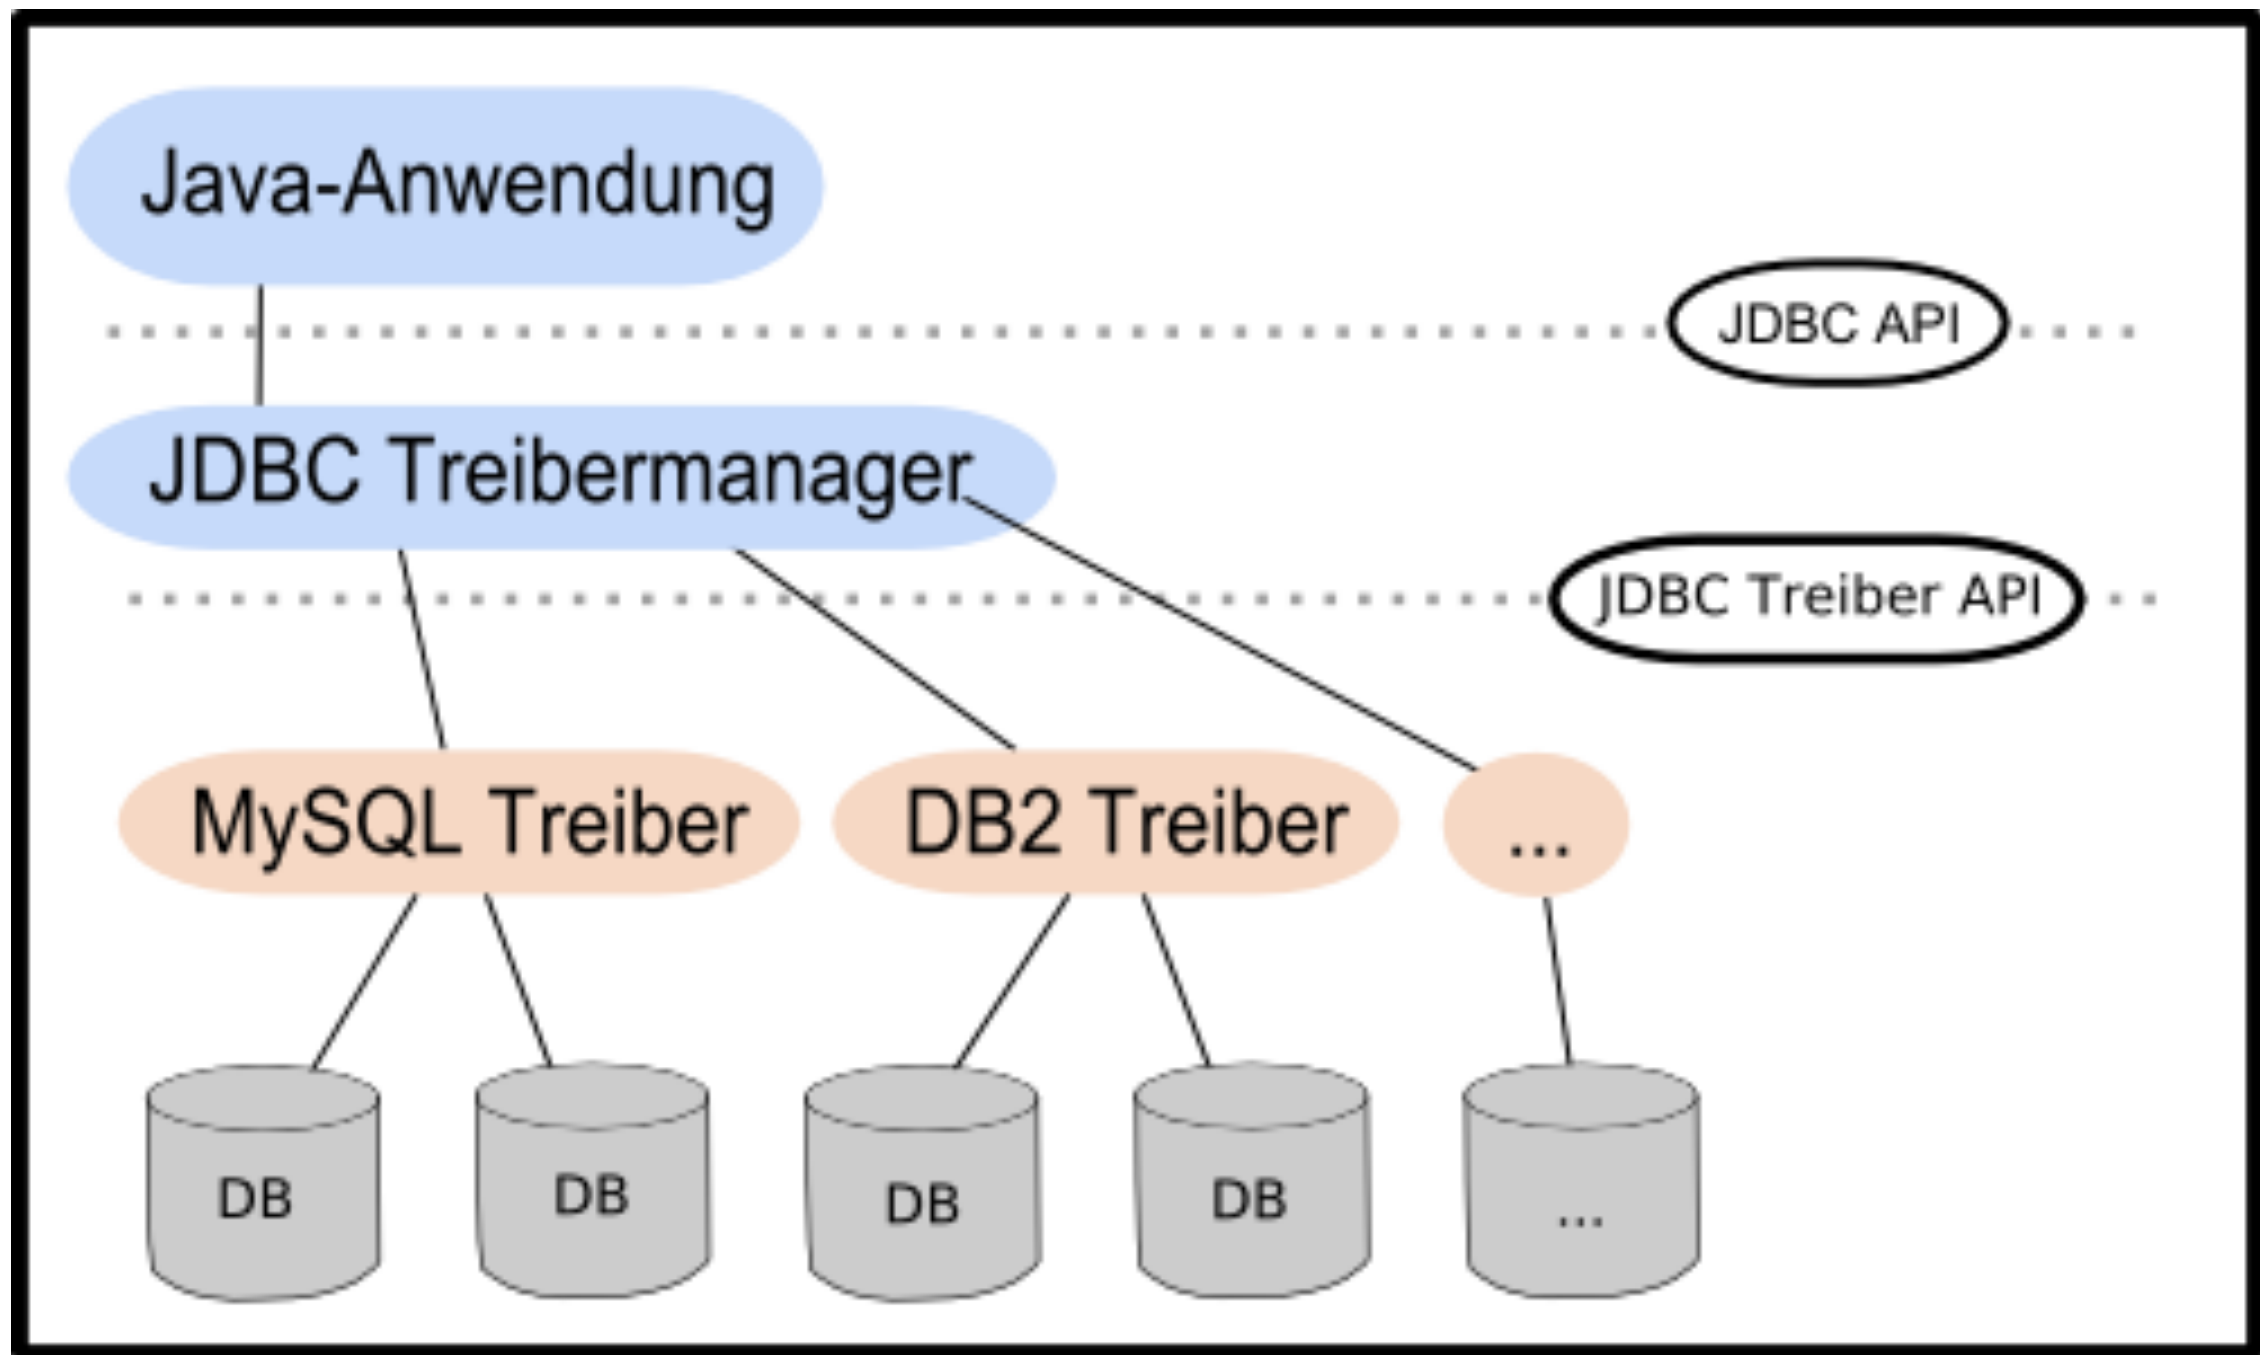 Java-Anwendung
JDBC API
JDBC Treibermanager
JDBC Treiber API
MySQL Treiber
DB2 Treiber
...
DB
DB
DB
DB
...